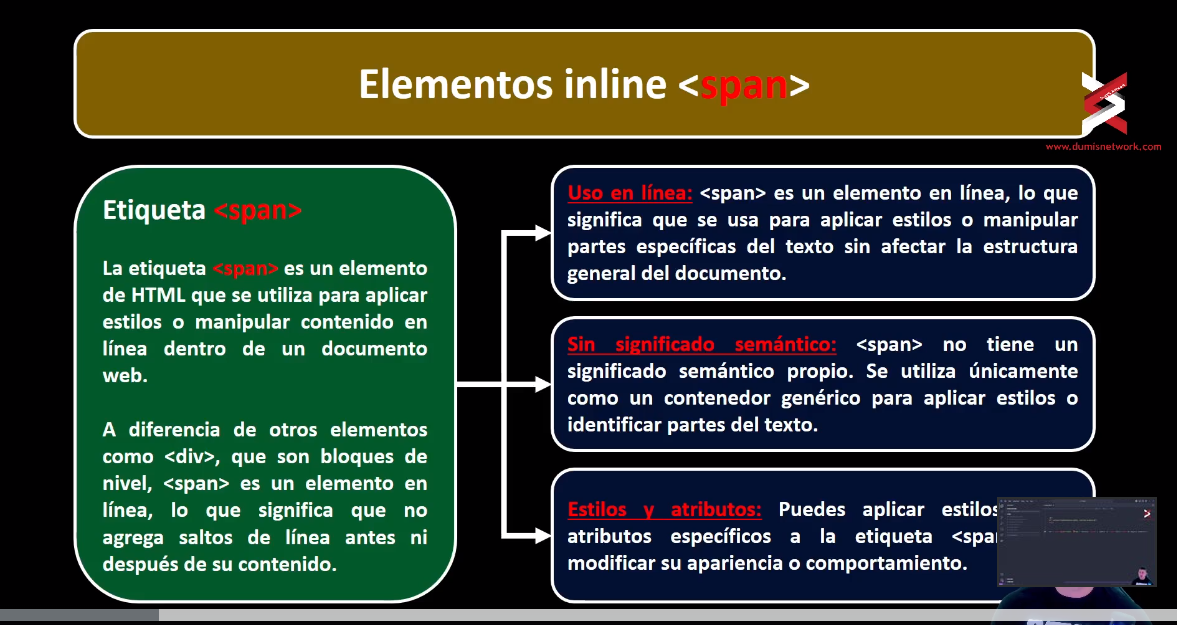 Elementos inline <span>
www.dumisnetwork.com
Etiqueta <span>
La etiqueta <span> es un elemento
de HTML que se utiliza para aplicar
estilos o manipular contenido en
línea dentro de un documento
web.
A diferencia de otros elementos
como <div>, que son bloques de
nivel, <span> es un elemento en
línea, lo que significa que no
agrega saltos de línea antes ni
después de su contenido.
Uso en línea: <span> es un elemento en línea, lo que
significa que se usa para aplicar estilos o manipular
partes específicas del texto sin afectar la estructura
general del documento.
Sin significado semántico: <span> no tiene un
significado semántico propio. Se utiliza únicamente
como un contenedor genérico para aplicar estilos o
identificar partes del texto.
Estilos y atributos: Puedes aplicar estilos
atributos específicos a la etiqueta <spa
modificar su apariencia o comportamiento.